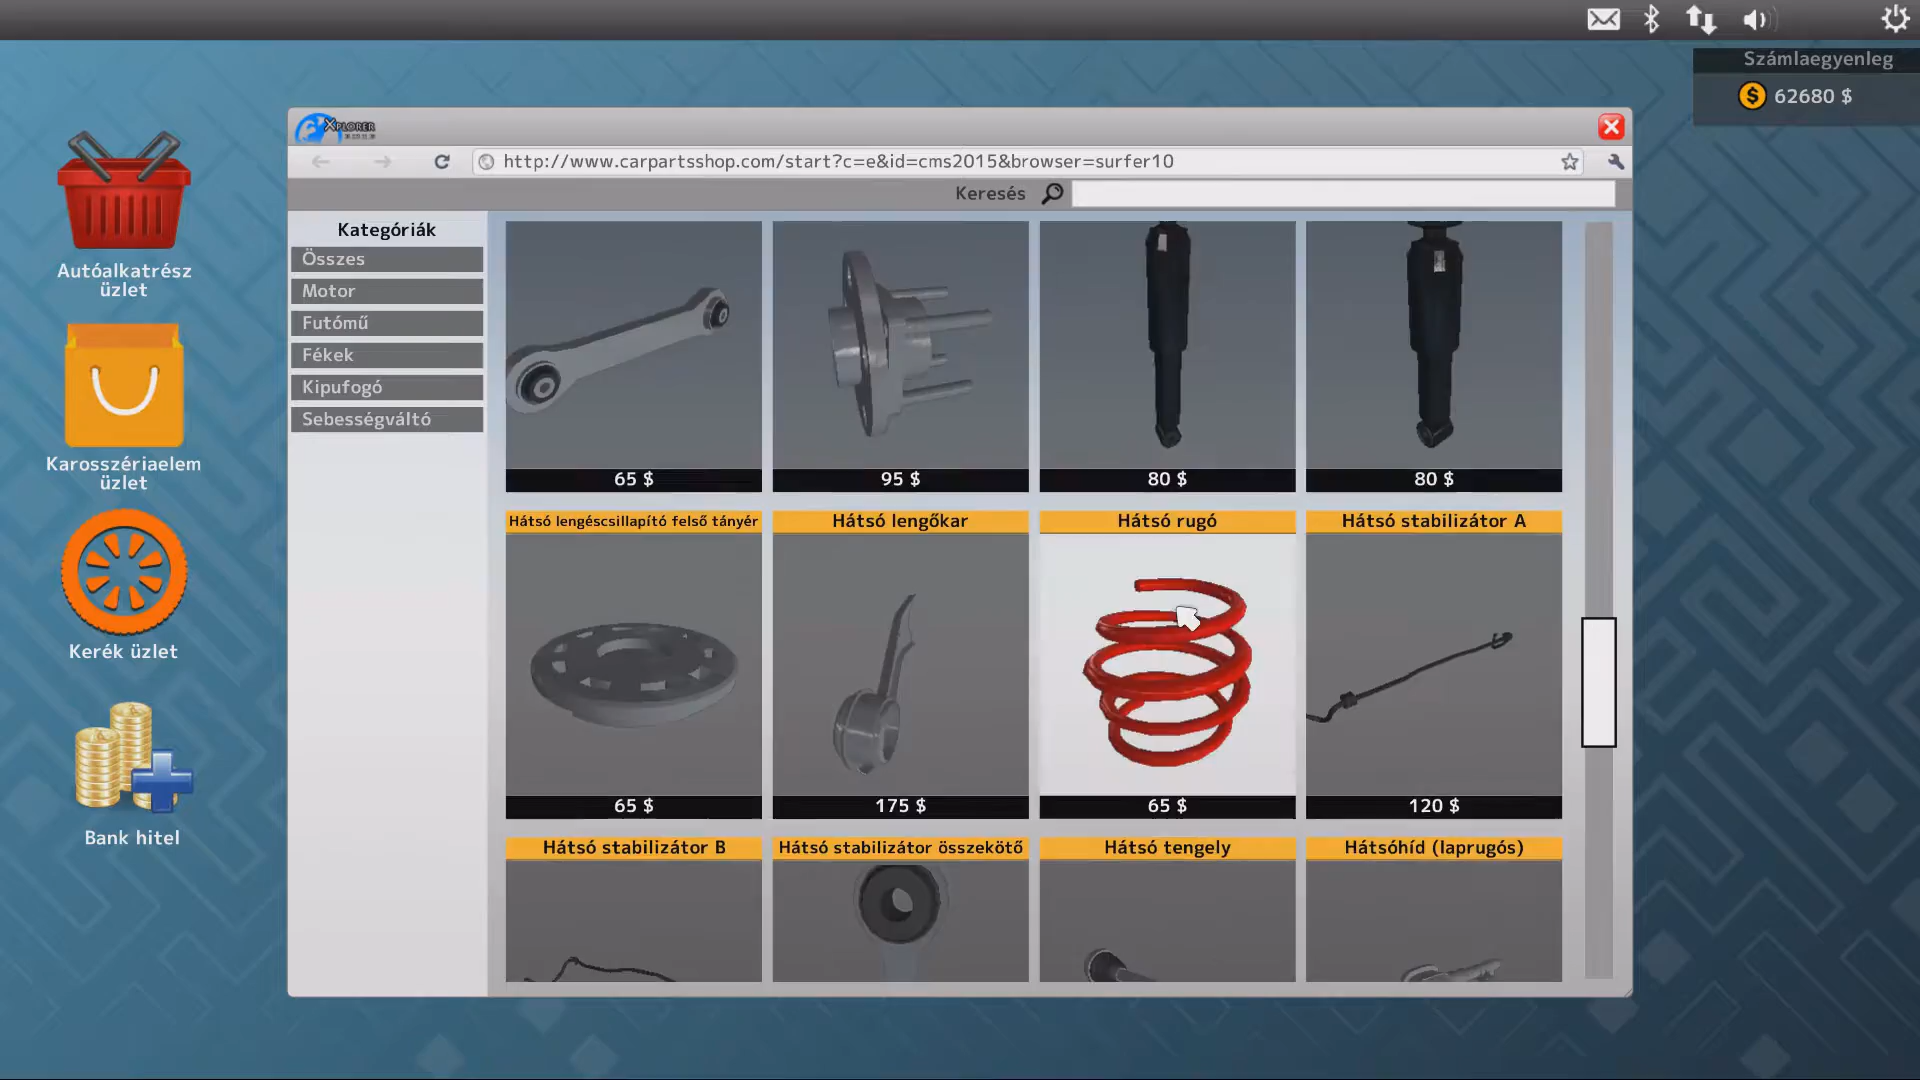 Számlaegyenleg
62680 $
XPLORER
http://www.carpartsshop.com/start?c=e&id=cms2015&browser=surfer10
Keresés
Kategóriák
Összes
Motor
Futómű
Fékek
Kipufogó
Sebességváltó
Autóalkatrész
üzlet
Karosszériaelem
üzlet
Kerék üzlet
Bank hitel
65 $
95 $
80 $
80 $
Hátsó lengéscsillapító felső tányér
Hátsó lengőkar
Hátsó rugó
Hátsó stabilizátor A
65 $
175 $
65 $
120 $
Hátsó stabilizátor B
Hátsó stabilizátor összekötő
Hátsó tengely
Hátsóhíd (laprugós)